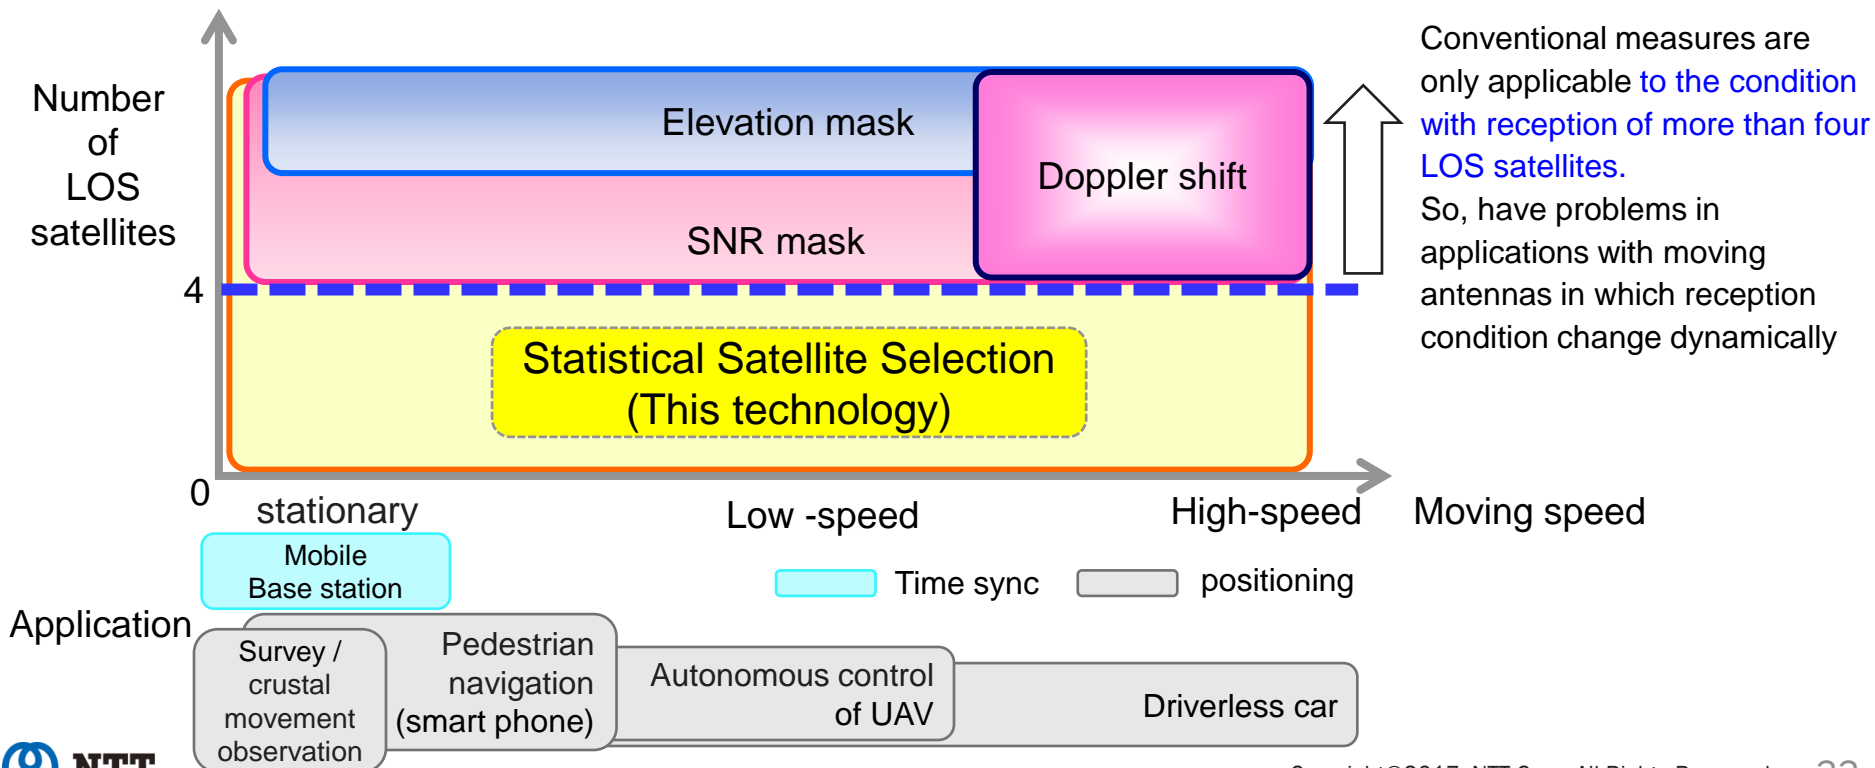 Number
of
LOS
satellites
Elevation mask
Doppler shift
SNR mask
4
Statistical Satellite Selection
(This technology)
0
stationary
Low -speed
High-speed
Moving speed
Conventional measures are
only applicable to the condition
with reception of more than four
LOS satellites.
So, have problems in
applications with moving
antennas in which reception
condition change dynamically
Mobile
Base station
Time sync
positioning
Application
Survey /
crustal
movement
observation
Pedestrian
navigation
(smart phone)
Autonomous control
of UAV
Driverless car
NTT